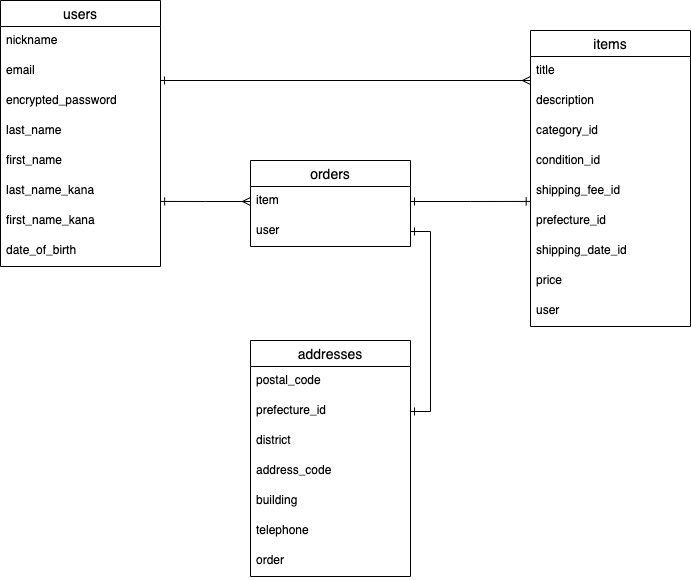 users
nickname
email
encrypted_password
last_name
first_name
last_name_kana
first_name_kana
date_of_birth
orders
item
user
addresses
postal_code
prefecture_id
district
address_code
building
telephone
order
items
title
description
category_id
condition_id
shipping_fee_id
prefecture_id
shipping_date_id
price
user